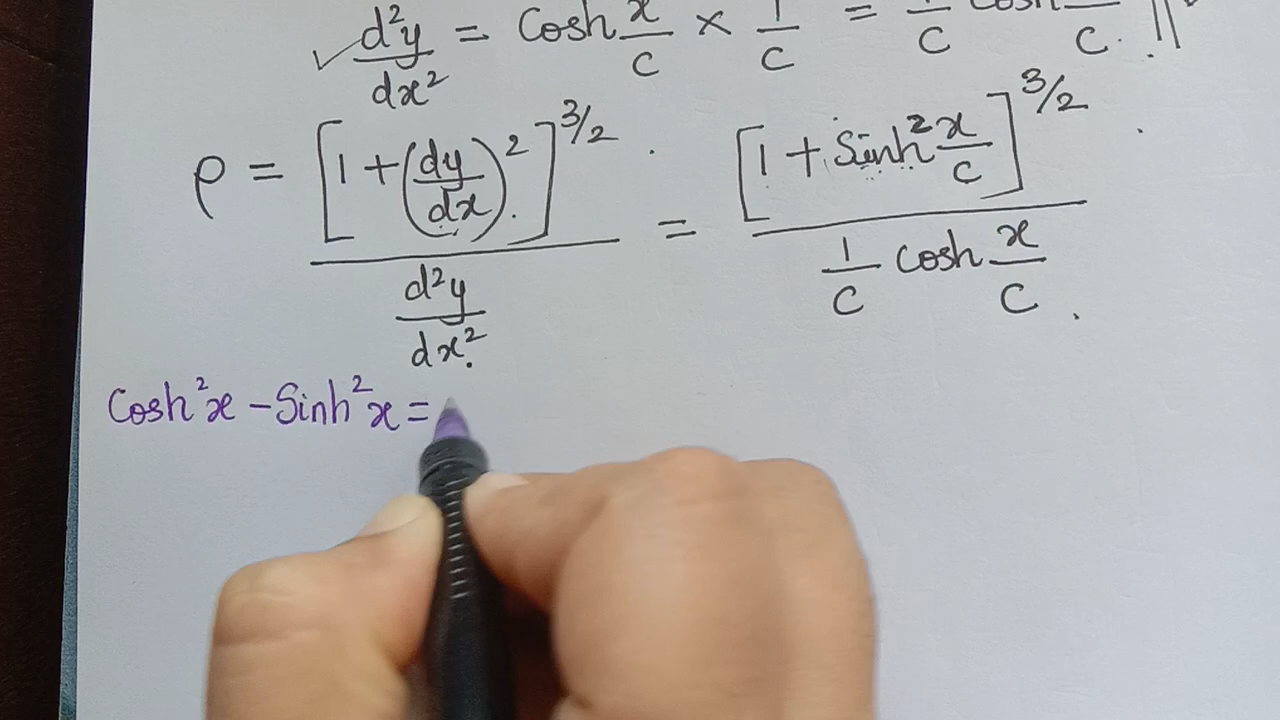 d²y/dx² = Cosh x/c × 1/c = 1/c cosh x/c. ||
ρ = [1 + (dy/dx)²]^3/2 / d²y/dx² = [1 + Sinh² x/c]^3/2 / 1/c cosh x/c.
Cosh²x - Sinh²x =